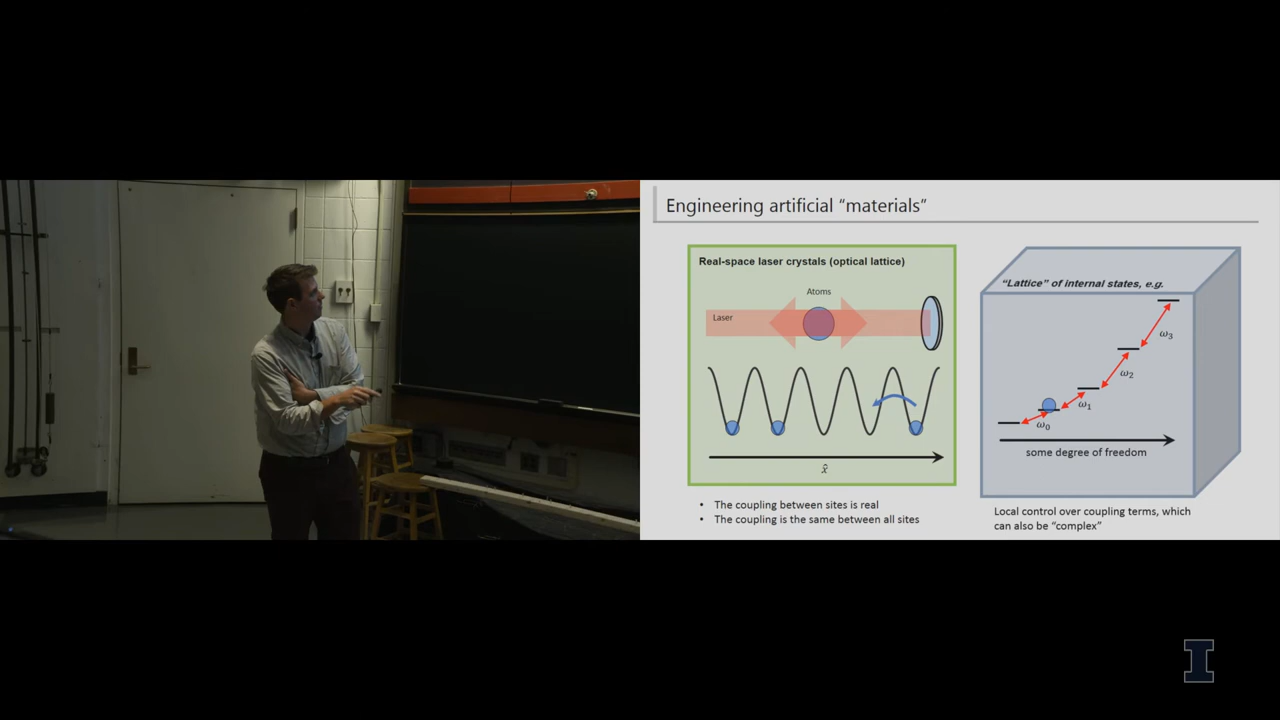 Engineering artificial “materials”
Real-space laser crystals (optical lattice)
Atoms
Laser
x̂
• The coupling between sites is real
• The coupling is the same between all sites
“Lattice” of internal states, e.g.
ω₃
ω₂
ω₁
ω₀
some degree of freedom
Local control over coupling terms, which
can also be “complex”
I